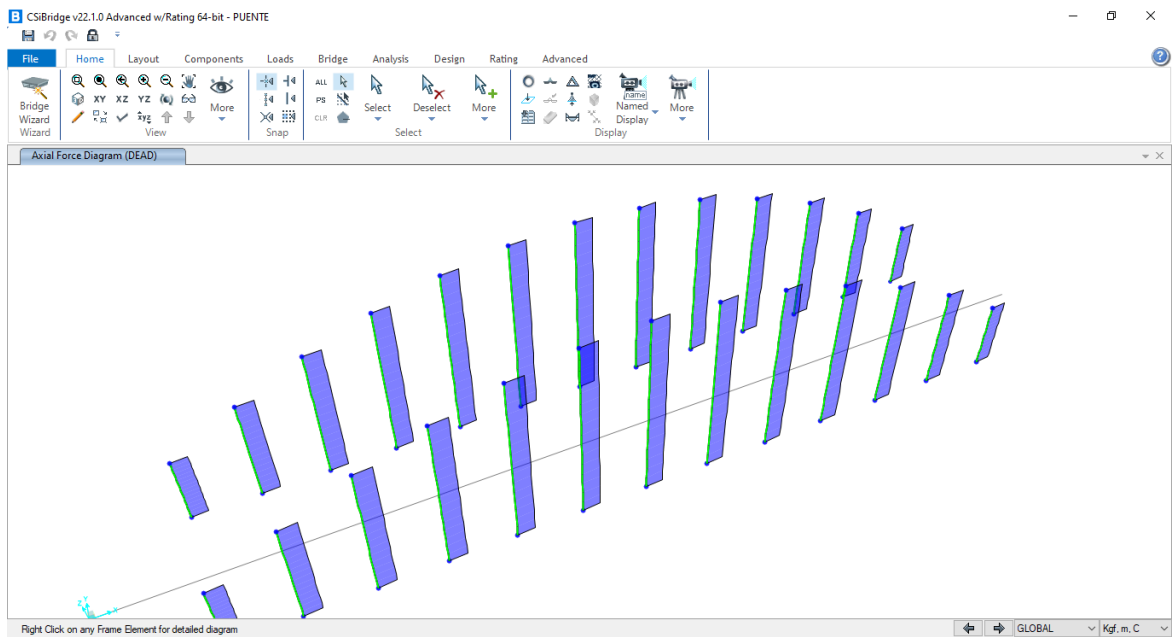 CSiBridge v22.1.0 Advanced w/Rating 64-bit - PUENTE
File Home Layout Components Loads Bridge Analysis Design Rating Advanced
XY XZ YZ ALL name
Bridge Wizard More PS Select Deselect More Named Display More
xyz CLR
Wizard View Snap Select Display
Axial Force Diagram (DEAD)
Z Y X
Right Click on any Frame Element for detailed diagram GLOBAL Kgf, m, C